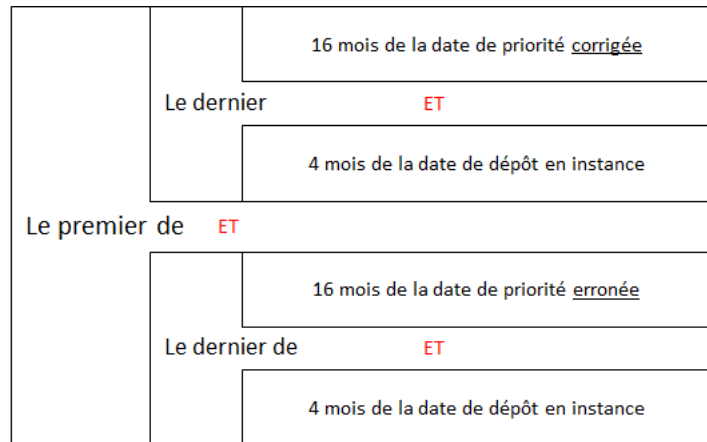 16 mois de la date de priorité corrigée
Le dernier ET
4 mois de la date de dépôt en instance
Le premier de ET
16 mois de la date de priorité erronée
Le dernier de ET
4 mois de la date de dépôt en instance